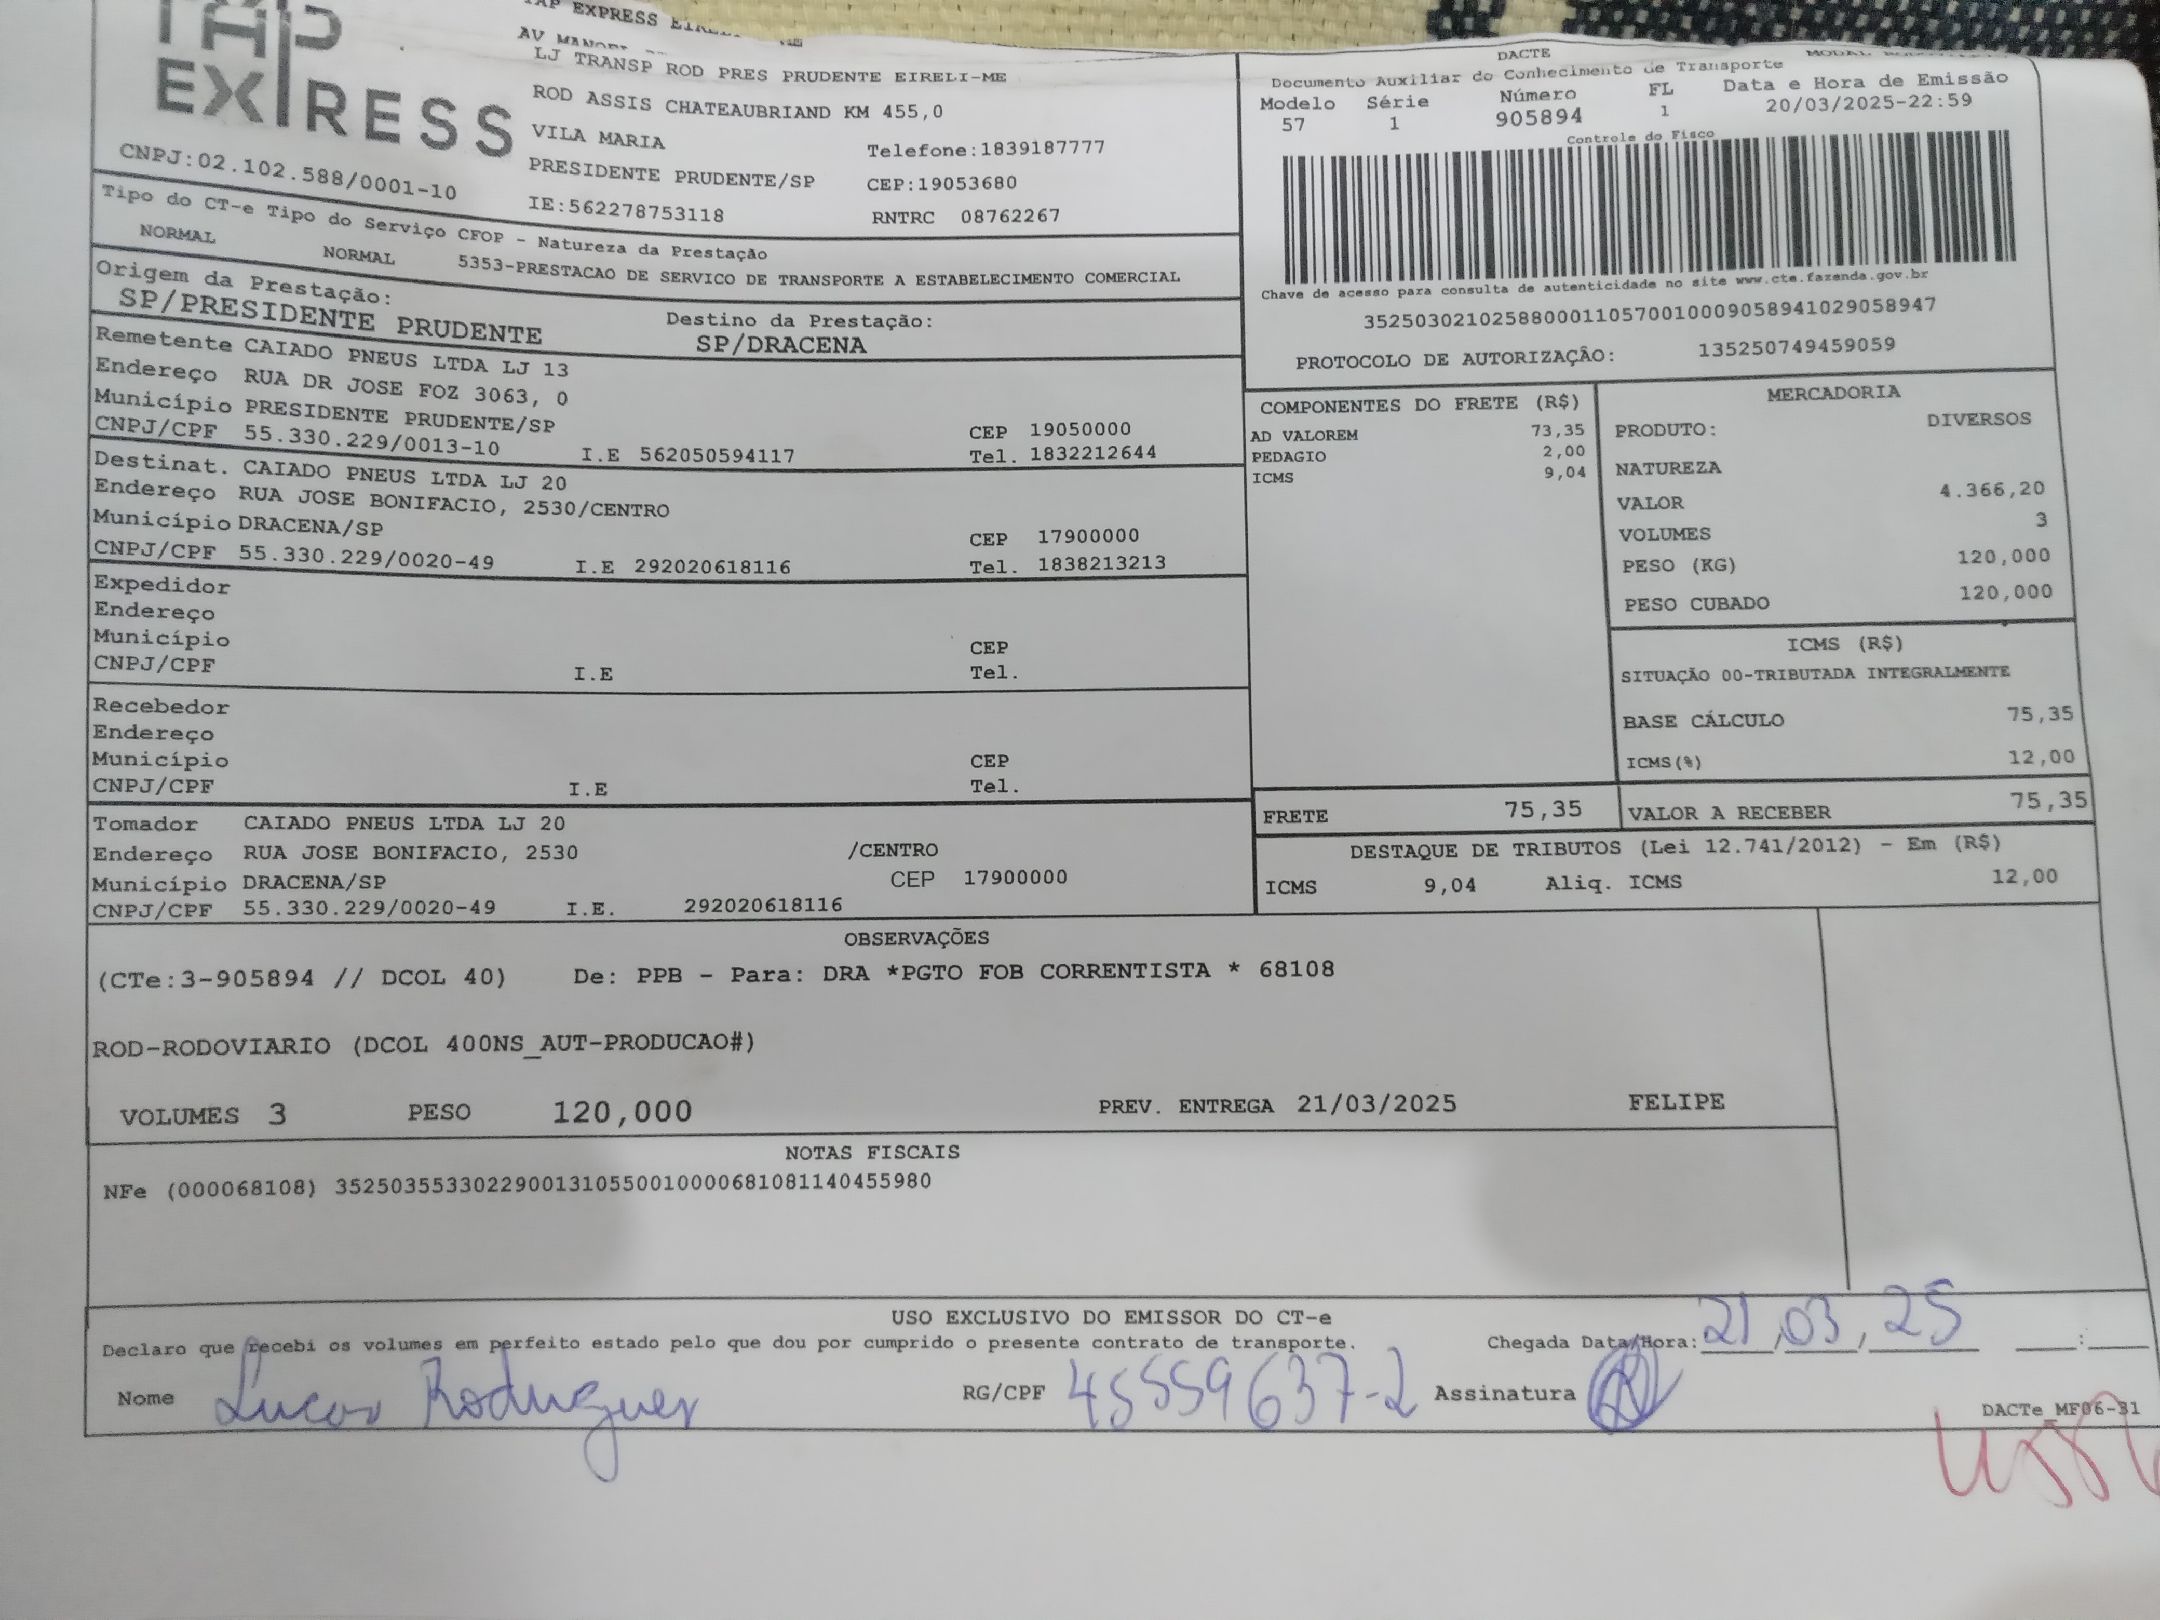 TAP
EXPRESS
CNPJ:02.102.588/0001-10
TAP EXPRESS
AV MANOEL
LJ TRANSP ROD PRES PRUDENTE EIRELI-ME
ROD ASSIS CHATEAUBRIAND KM 455,0
VILA MARIA Telefone:1839187777
PRESIDENTE PRUDENTE/SP CEP:19053680
IE:562278753118 RNTRC 08762267
DACTE
Documento Auxiliar do Conhecimento de Transporte
Modelo Série Número FL Data e Hora de Emissão
57 1 905894 1 20/03/2025-22:59
Controle do Fisco
Chave de acesso para consulta de autenticidade no site www.cte.fazenda.gov.br
35250302102588000110570010009058941029058947
PROTOCOLO DE AUTORIZAÇÃO: 135250749459059
Tipo do CT-e Tipo do Serviço CFOP - Natureza da Prestação
NORMAL NORMAL 5353-PRESTACAO DE SERVICO DE TRANSPORTE A ESTABELECIMENTO COMERCIAL
Origem da Prestação: Destino da Prestação:
SP/PRESIDENTE PRUDENTE SP/DRACENA
Remetente CAIADO PNEUS LTDA LJ 13
Endereço RUA DR JOSE FOZ 3063, 0
Município PRESIDENTE PRUDENTE/SP CEP 19050000
CNPJ/CPF 55.330.229/0013-10 I.E 562050594117 Tel. 1832212644
Destinat. CAIADO PNEUS LTDA LJ 20
Endereço RUA JOSE BONIFACIO, 2530/CENTRO
Município DRACENA/SP CEP 17900000
CNPJ/CPF 55.330.229/0020-49 I.E 292020618116 Tel. 1838213213
Expedidor
Endereço
Município CEP
CNPJ/CPF I.E Tel.
Recebedor
Endereço
Município CEP
CNPJ/CPF I.E Tel.
Tomador CAIADO PNEUS LTDA LJ 20
Endereço RUA JOSE BONIFACIO, 2530 /CENTRO
Município DRACENA/SP CEP 17900000
CNPJ/CPF 55.330.229/0020-49 I.E. 292020618116
COMPONENTES DO FRETE (R$)
AD VALOREM 73,35
PEDAGIO 2,00
ICMS 9,04
MERCADORIA
PRODUTO: DIVERSOS
NATUREZA
VALOR 4.366,20
VOLUMES 3
PESO (KG) 120,000
PESO CUBADO 120,000
ICMS (R$)
SITUAÇÃO 00-TRIBUTADA INTEGRALMENTE
BASE CÁLCULO 75,35
ICMS(%) 12,00
FRETE 75,35 VALOR A RECEBER 75,35
DESTAQUE DE TRIBUTOS (Lei 12.741/2012) - Em (R$)
ICMS 9,04 Aliq. ICMS 12,00
OBSERVAÇÕES
(CTe:3-905894 // DCOL 40) De: PPB - Para: DRA *PGTO FOB CORRENTISTA * 68108
ROD-RODOVIARIO (DCOL 400NS_AUT-PRODUCAO#)
VOLUMES 3 PESO 120,000 PREV. ENTREGA 21/03/2025 FELIPE
NOTAS FISCAIS
NFe (000068108) 35250355330229001310550010000681081140455980
USO EXCLUSIVO DO EMISSOR DO CT-e
Declaro que recebi os volumes em perfeito estado pelo que dou por cumprido o presente contrato de transporte. Chegada Data/Hora: 21,03,25 :
Nome Lucas Rodrigues RG/CPF 45559637-2 Assinatura
DACTe_MF06-31